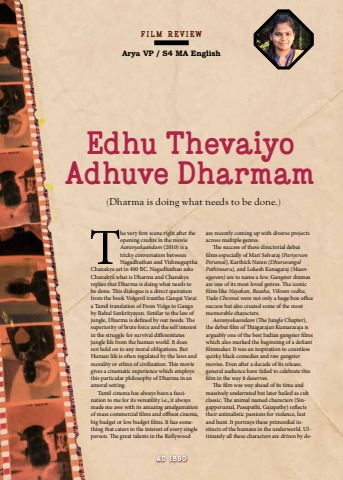 FILM REVIEW
Arya VP / S4 MA English
Edhu Thevaiyo
Adhuve Dharmam
(Dharma is doing what needs to be done.)
The very first scene right after the
opening credits in the movie
Aaranyakaandam (2010) is a
tricky conversation between
Nagadhathan and Vishnugupthа
Chanakya set in 400 BC. Nagadhathan asks
Chanakya what is Dharma and Chanakya
replies that Dharma is doing what needs to
be done. This dialogue is a direct quotation
from the book Volgavil iruntha Gangai Varai
a Tamil translation of From Volga to Ganga
by Rahul Sankrityayan. Similar to the law of
jungle, Dharma is defined by our needs. The
superiority of brute force and the self interest
in the struggle for survival differentiates
jungle life from the human world. It does
not hold on to any moral obligations. But
Human life is often regulated by the laws and
morality or ethics of civilization. This movie
gives a cinematic experience which employs
this particular philosophy of Dharma in an
amoral setting.
Tamil cinema has always been a fasci-
nation to me for its versatility i.e., it always
made me awe with its amazing amalgamation
of mass commercial films and offbeat cinema,
big budget or low budget films. It has some-
thing that caters to the interest of every single
person. The great talents in the Kollywood
are recently coming up with diverse projects
across multiple genres.
The success of these directorial debut
films especially of Mari Selvaraj (Pariyerum
Perumal), Karthick Naren (Dhuruvangal
Pathinaaru), and Lokesh Kanagaraj (Maan-
agaram) are to name a few. Gangster dramas
are one of its most loved genres. The iconic
films like Nayakan, Baasha, Vikram vedha,
Vada Chennai were not only a huge box office
success but also created some of the most
memorable characters.
Aaranyakaandam (The Jungle Chapter),
the debut film of Thiagarajan Kumararaja is
arguably one of the best Indian gangster films
which also marked the beginning of a defiant
filmmaker. It was an inspiration to countless
quirky black comedies and raw gangster
movies. Even after a decade of its release,
general audience have failed to celebrate this
film in the way it deserves.
The film was way ahead of its time and
massively underrated but later hailed as cult
classic. The animal named characters (Sin-
gapperumal, Pasupathi, Gajapathy) reflects
their animalistic passions for violence, lust
and hunt. It portrays these primordial in-
stincts of the humans in the underworld. Ul-
timately all these characters are driven by de-
AD 1890